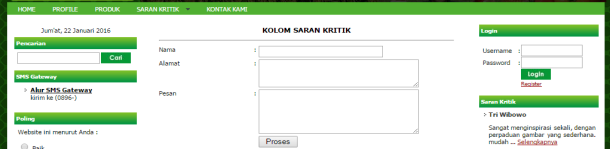 HOME PROFILE PRODUK SARAN KRITIK KONTAK KAMI
Jum'at, 22 Januari 2016
Pencarian
Cari
SMS Gateway
Alur SMS Gateway
kirim ke (0896-)
Poling
Website ini menurut Anda :
Baik
KOLOM SARAN KRITIK
Nama :
Alamat :
Pesan :
Proses
Login
Username :
Password :
Login
Register
Saran Kritik
Tri Wibowo
Sangat menginspirasi sekali, dengan
perpaduan gambar yang sederhana.
mudah ... Selengkapnya